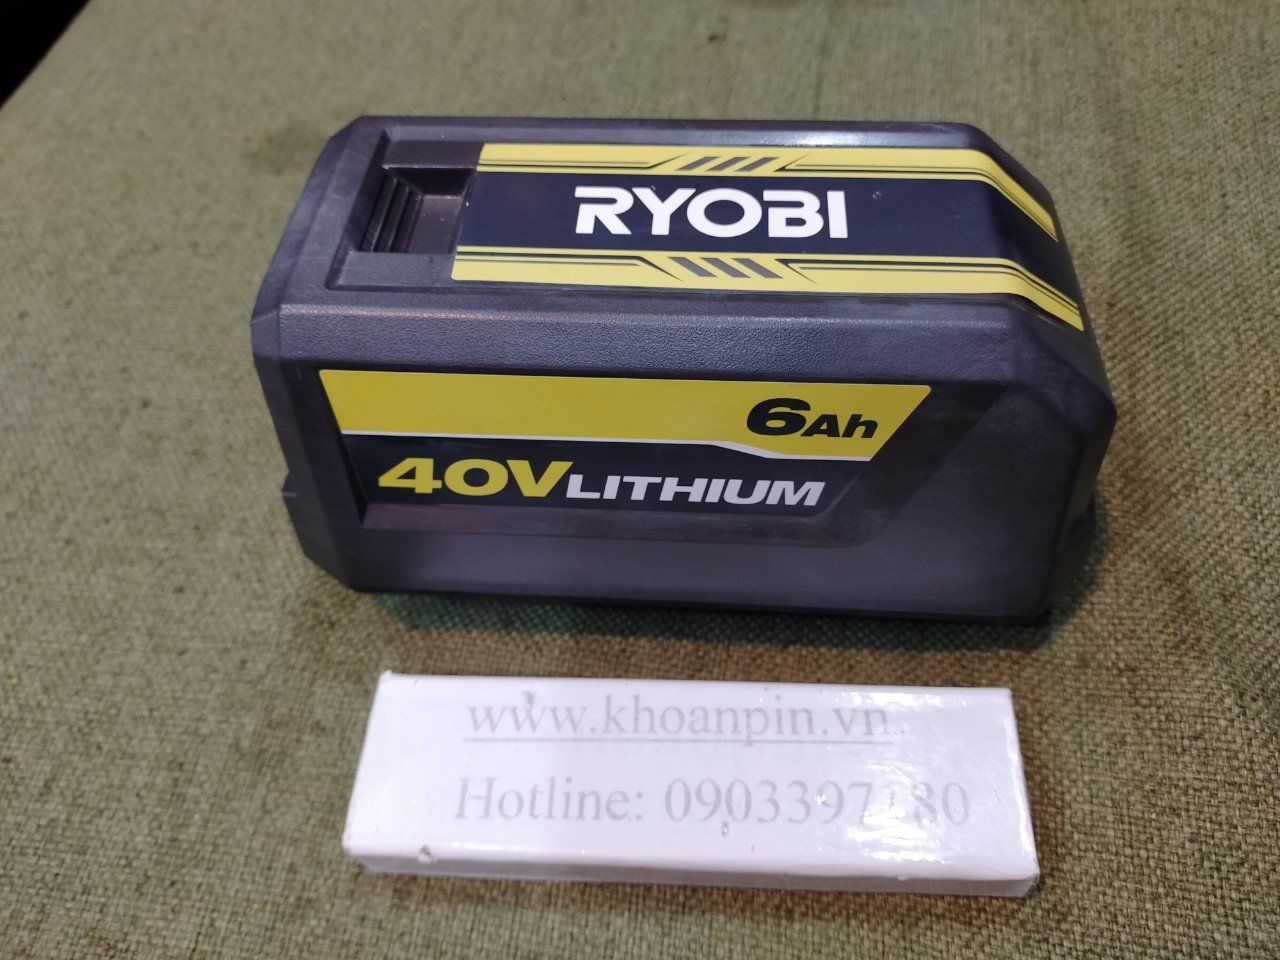 RYOBI
6Ah
40V LITHIUM
www.khoanpin.vn
Hotline: 0903397180